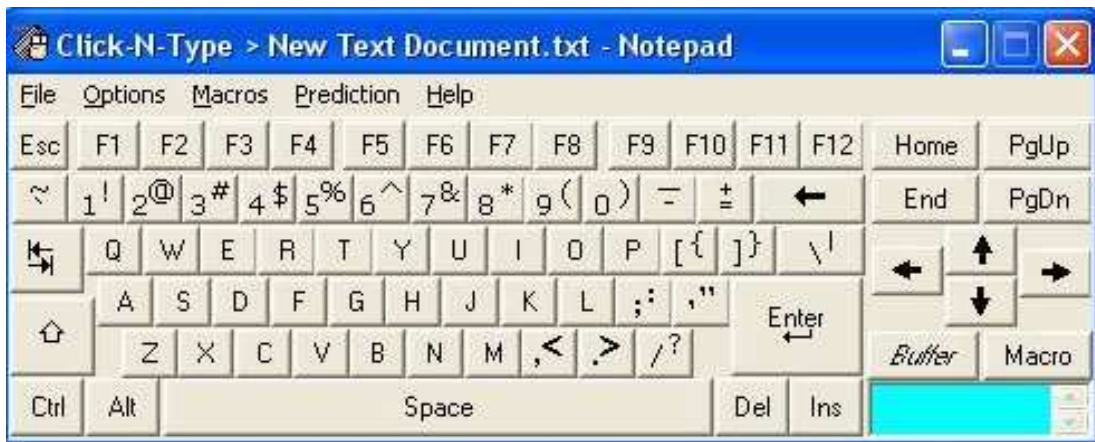 Click-N-Type > New Text Document.txt - Notepad
File Options Macros Prediction Help
Esc F1 F2 F3 F4 F5 F6 F7 F8 F9 F10 F11 F12 Home PgUp
~ 1! 2@ 3# 4$ 5% 6^ 7& 8* 9( 0) - ± ← End PgDn
Q W E R T Y U I O P [{ ]} \|
A S D F G H J K L ;: '" Enter
Z X C V B N M ,< .> /? Buffer Macro
Ctrl Alt Space Del Ins